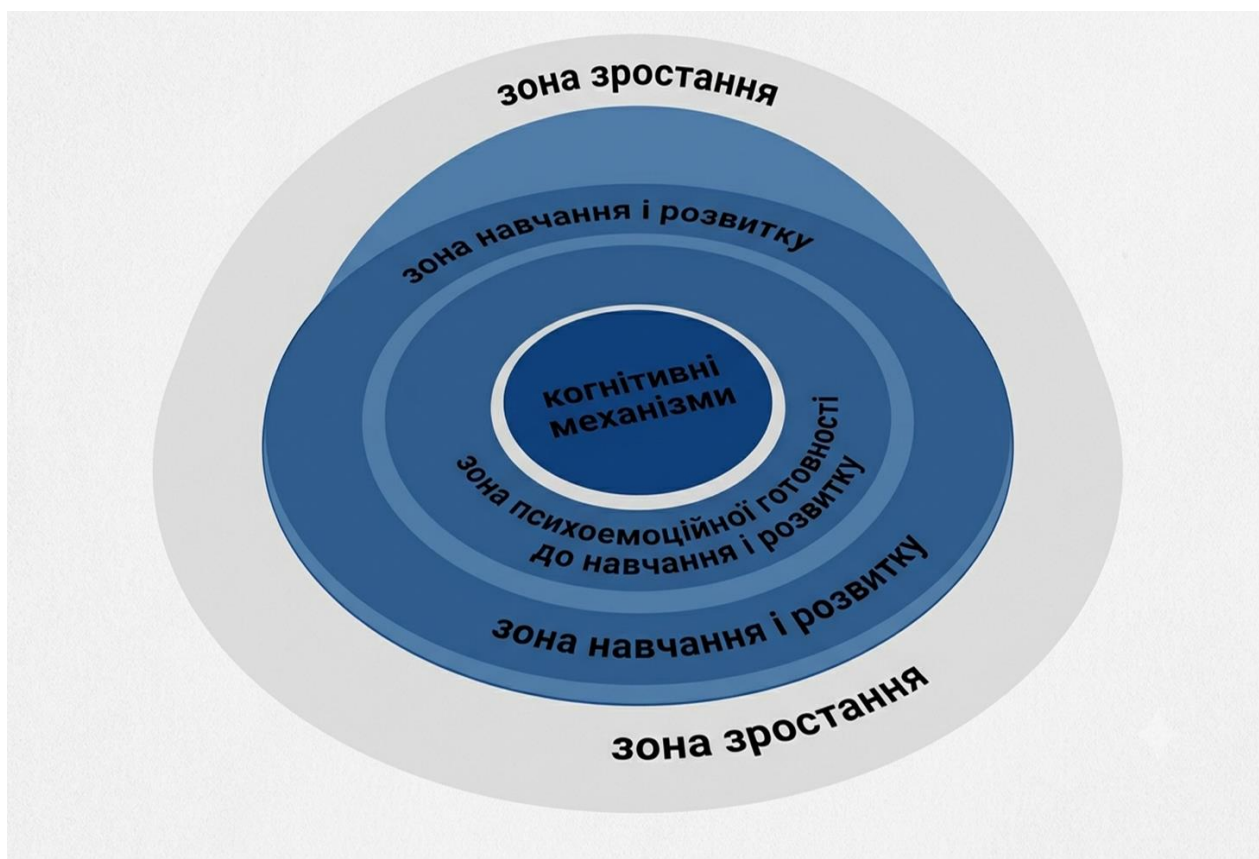 зона зростання
зона навчання і розвитку
когнітивні
механізми
зона психоемоційної готовності
до навчання і розвитку
зона навчання і розвитку
зона зростання